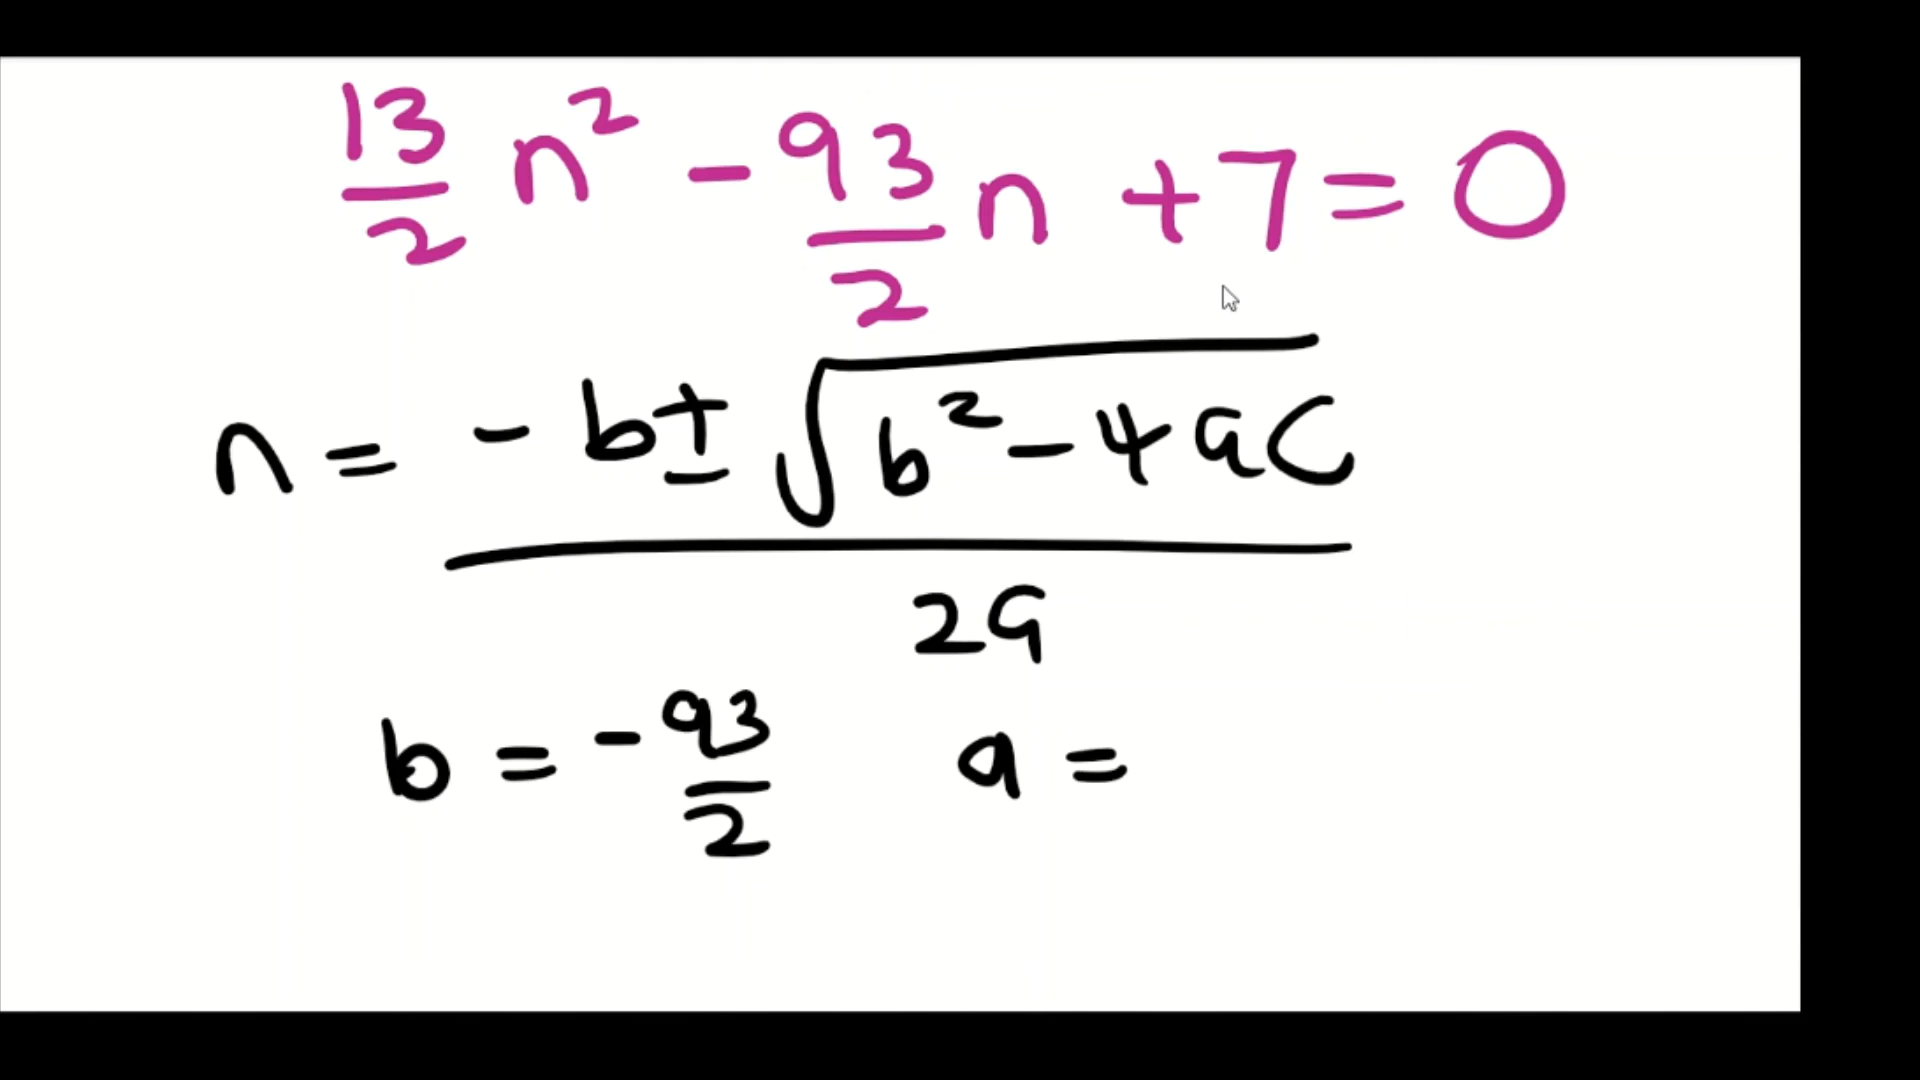 13/2 n² - 93/2 n + 7 = 0
n = (-b ± √(b² - 4ac)) / 2a
b = -93/2 a =